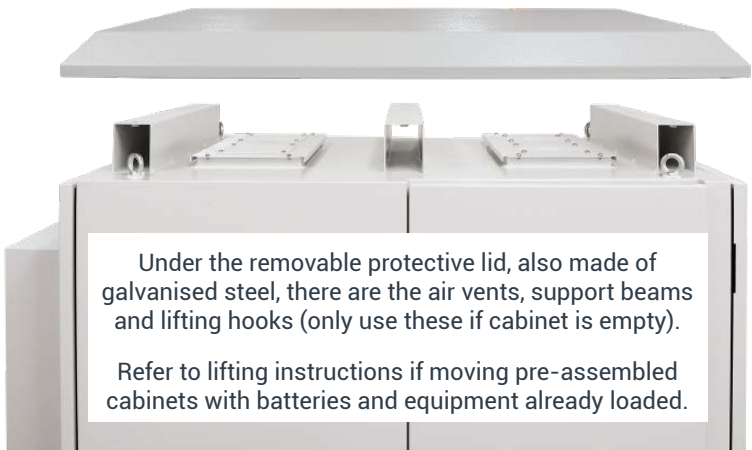 Under the removable protective lid, also made of
galvanised steel, there are the air vents, support beams
and lifting hooks (only use these if cabinet is empty).
Refer to lifting instructions if moving pre-assembled
cabinets with batteries and equipment already loaded.